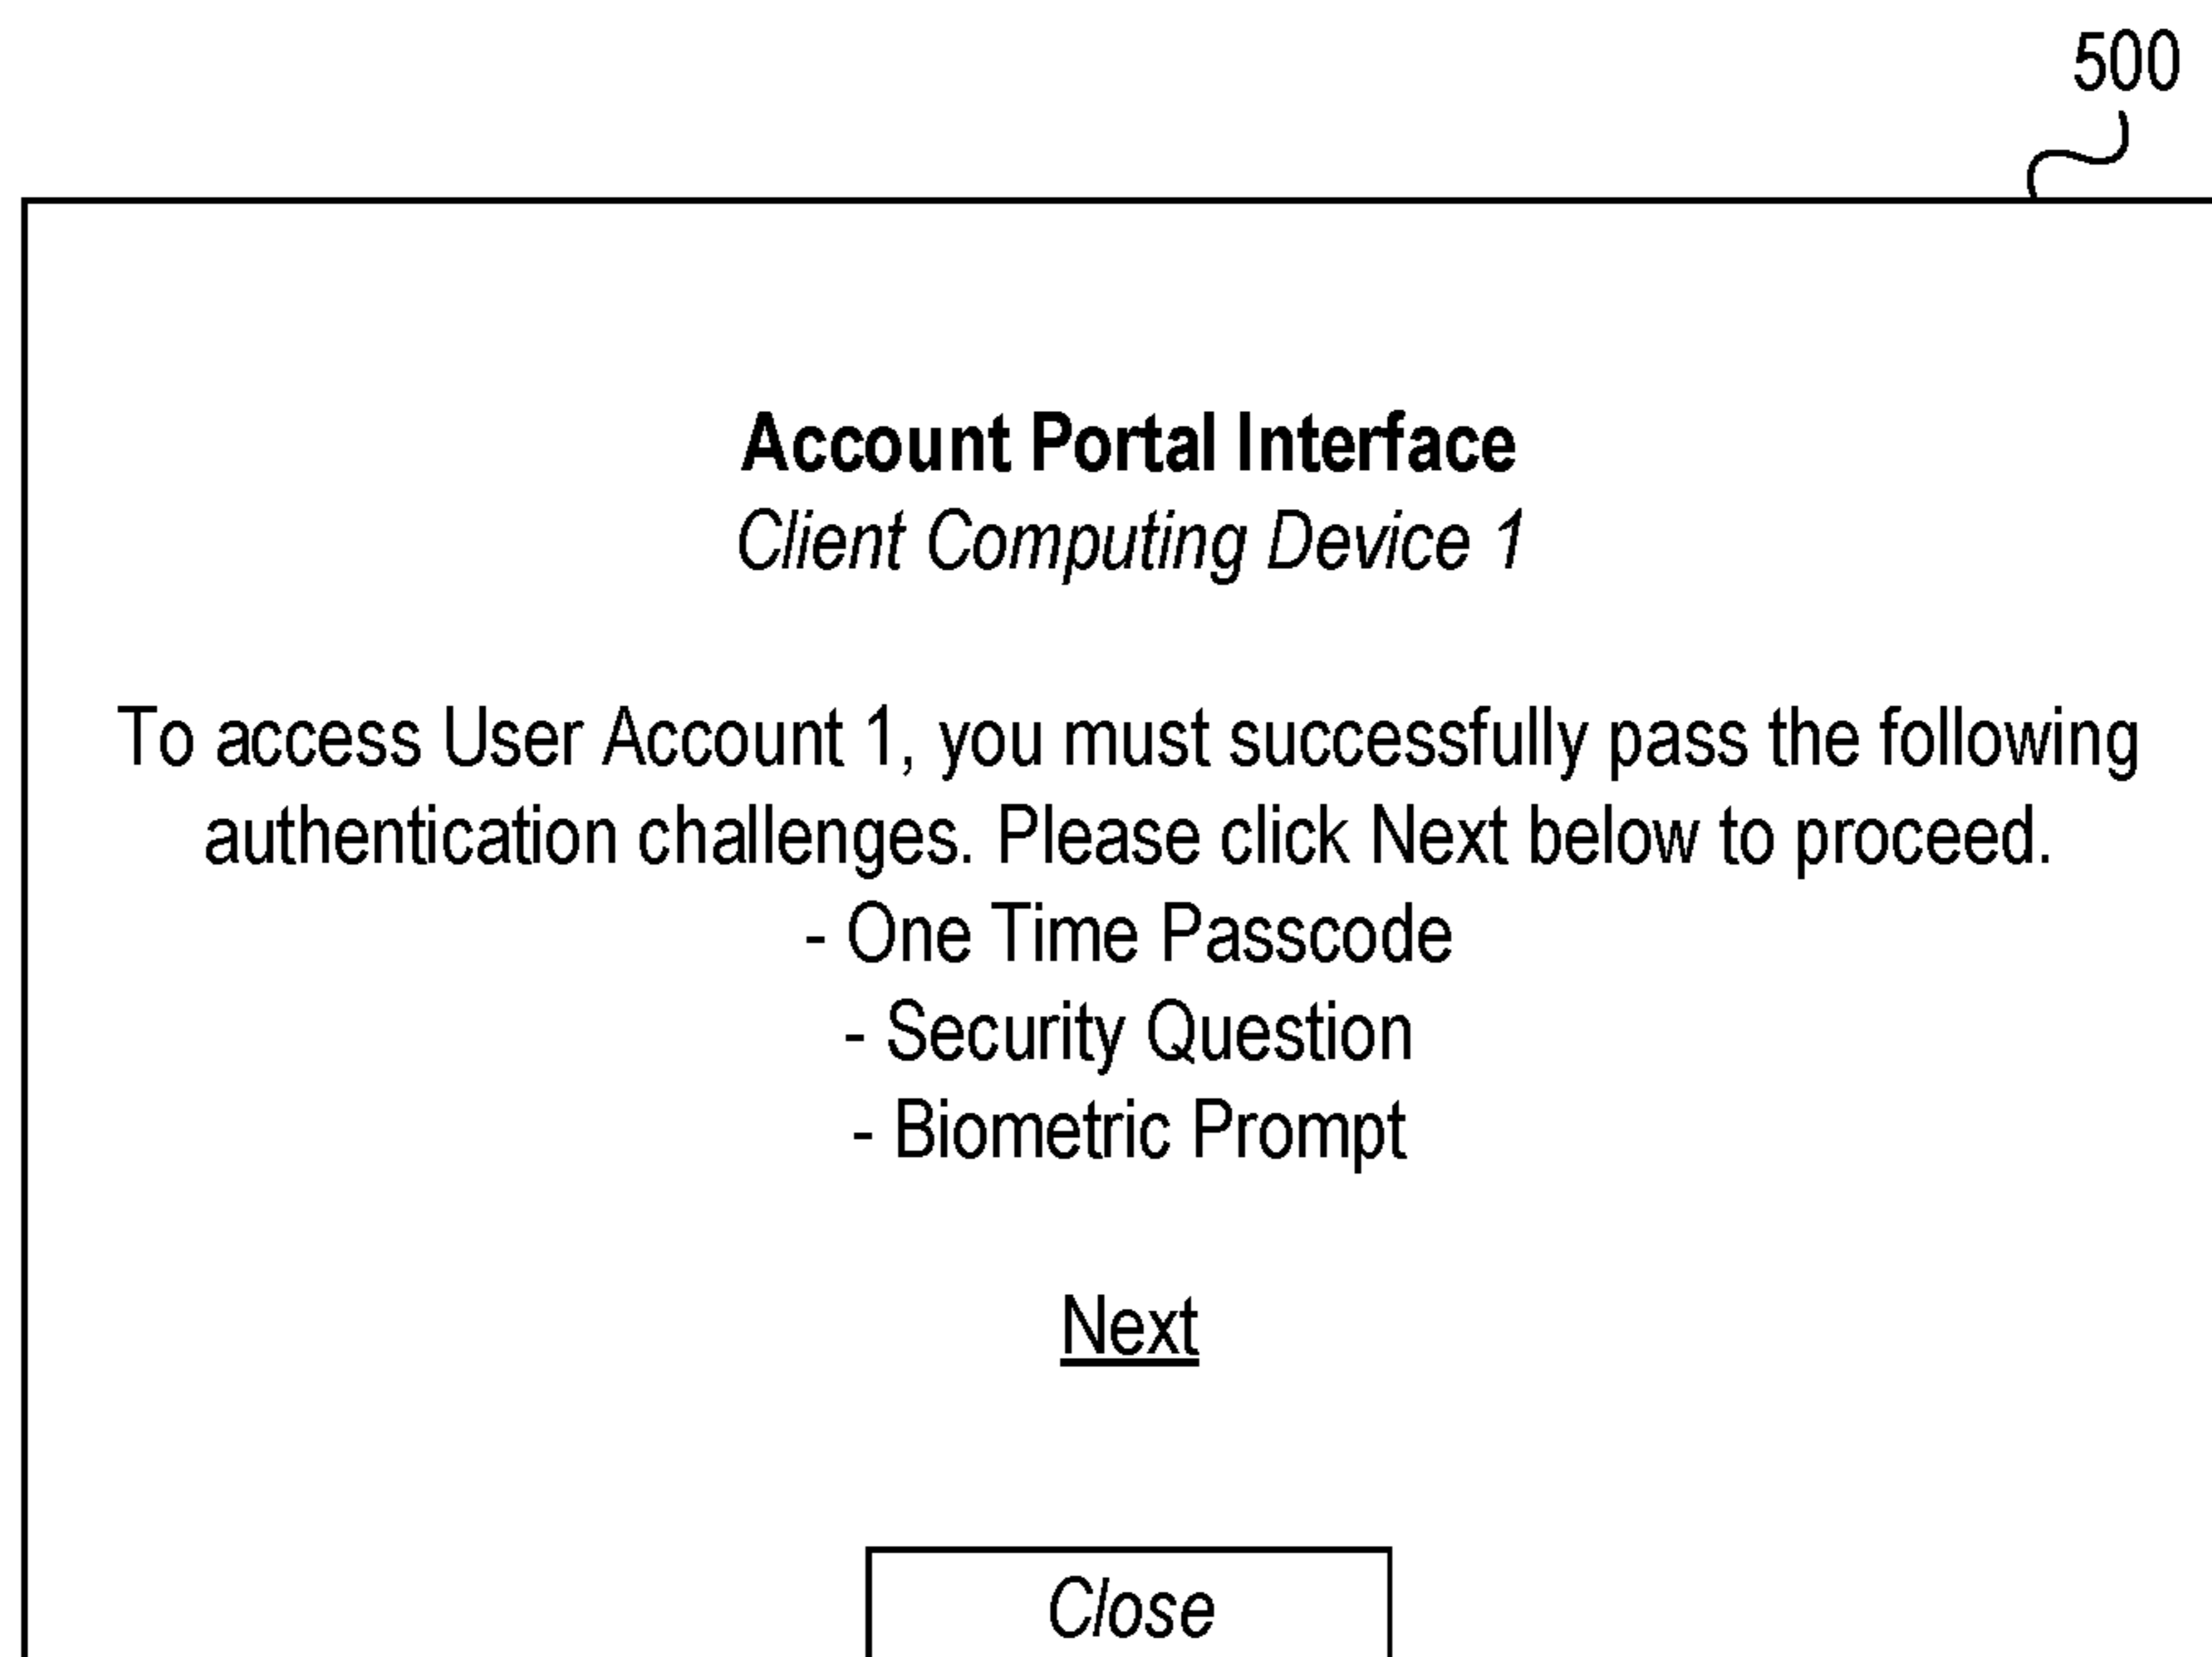 500
Account Portal Interface
Client Computing Device 1
To access User Account 1, you must successfully pass the following
authentication challenges. Please click Next below to proceed.
- One Time Passcode
- Security Question
- Biometric Prompt
Next
Close